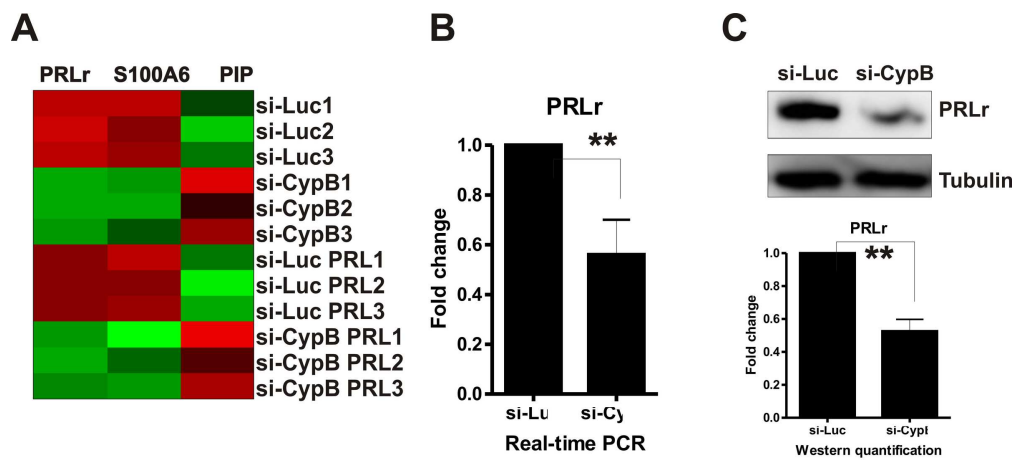 A
PRLr S100A6 PIP
si-Luc1
si-Luc2
si-Luc3
si-CypB1
si-CypB2
si-CypB3
si-Luc PRL1
si-Luc PRL2
si-Luc PRL3
si-CypB PRL1
si-CypB PRL2
si-CypB PRL3
B
PRLr
**
1.0
0.8
0.6
0.4
0.2
0.0
Fold change
si-Lu si-Cy
Real-time PCR
C
si-Luc si-CypB
PRLr
Tubulin
PRLr
**
1.0
0.8
0.6
0.4
0.2
0.0
Fold change
si-Luc si-CypB
Western quantification